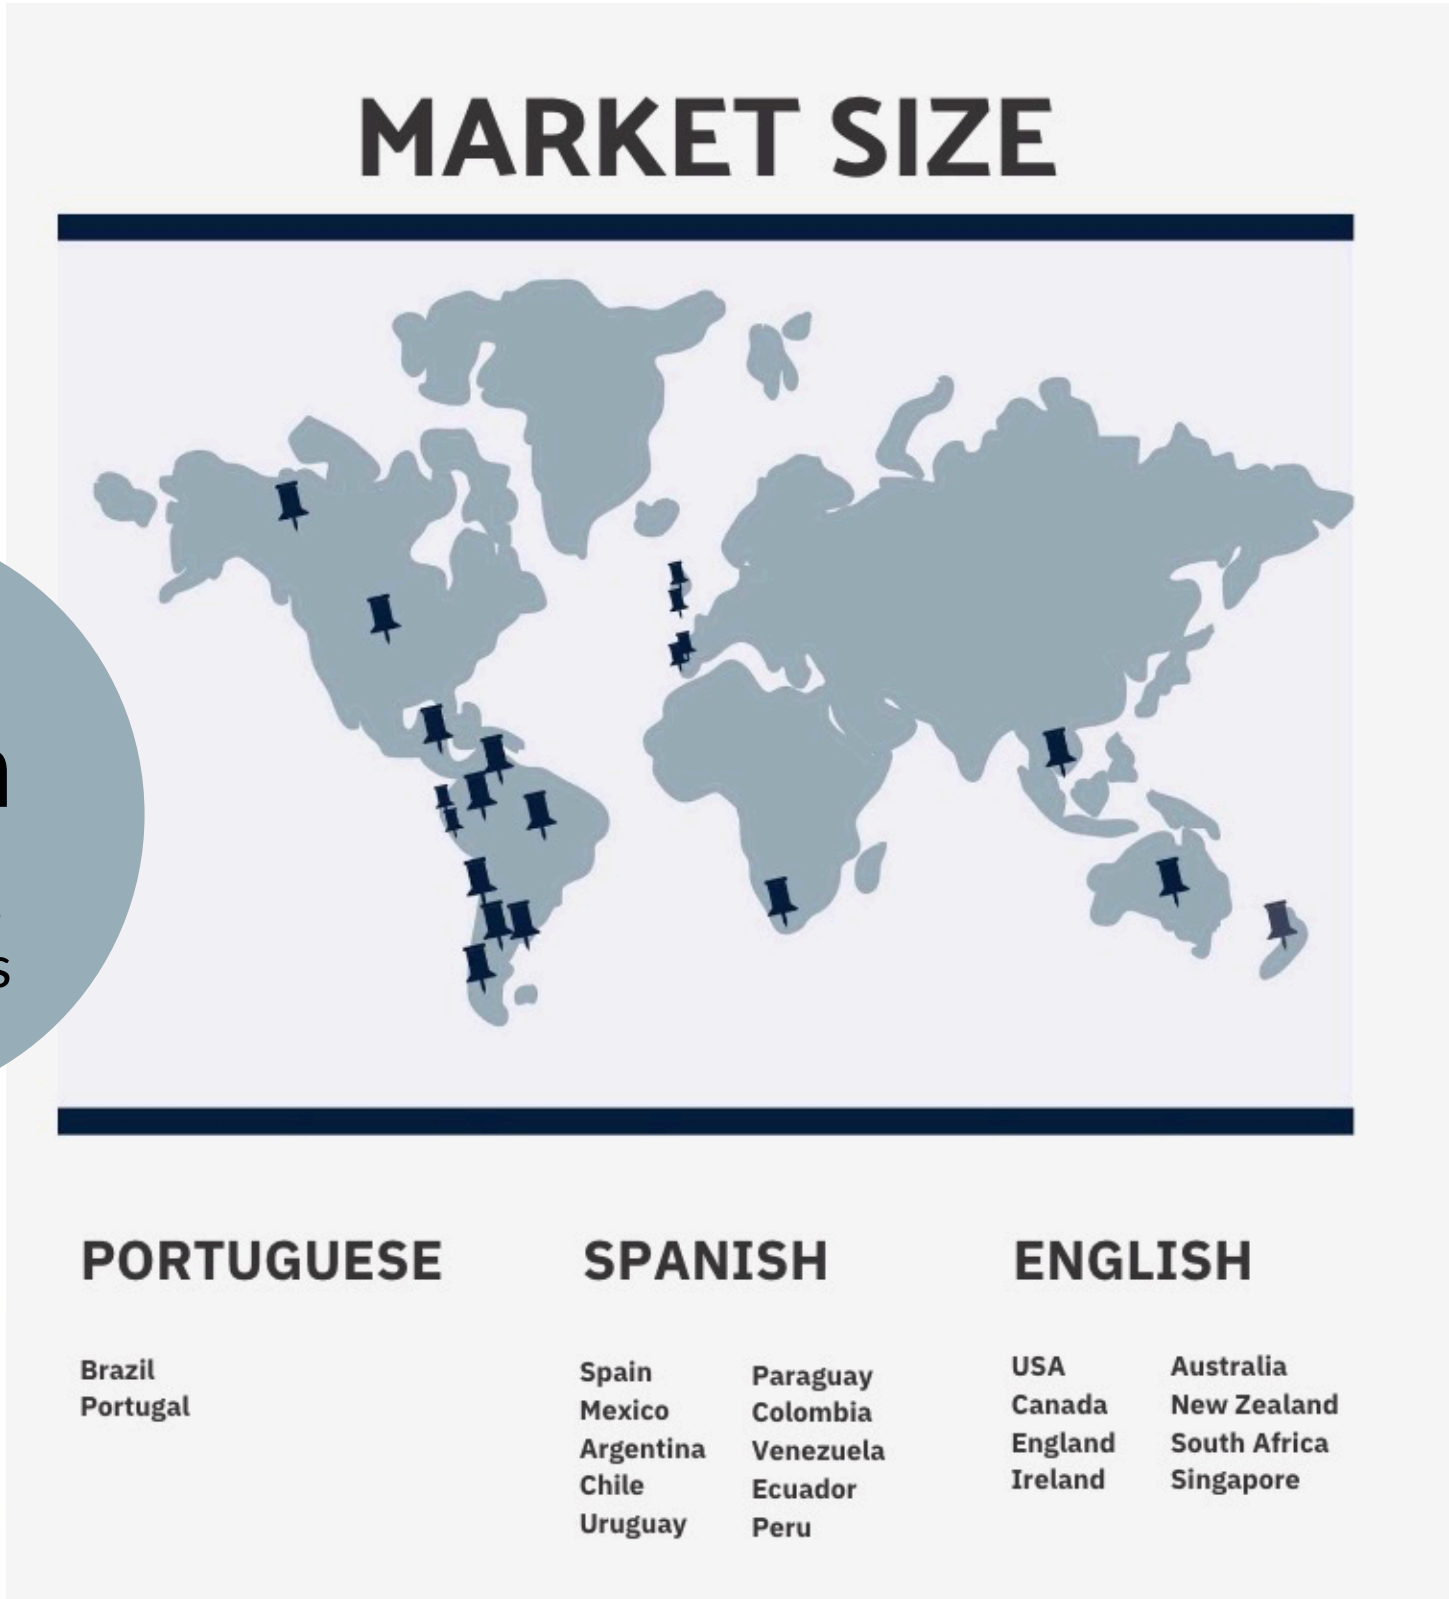 MARKET SIZE
PORTUGUESE
Brazil
Portugal
SPANISH
Spain
Mexico
Argentina
Chile
Uruguay
Paraguay
Colombia
Venezuela
Ecuador
Peru
ENGLISH
USA
Canada
England
Ireland
Australia
New Zealand
South Africa
Singapore